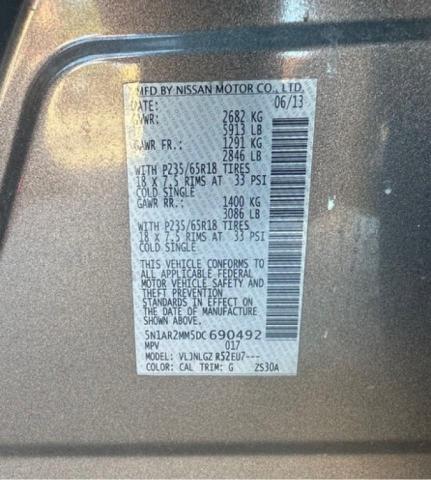 MFD BY NISSAN MOTOR CO., LTD.
DATE: 06/13
GVWR: 2682 KG
5913 LB
GAWR FR.: 1291 KG
2846 LB
WITH P235/65R18 TIRES
18 X 7.5 RIMS AT 33 PSI
COLD SINGLE
GAWR RR.: 1400 KG
3086 LB
WITH P235/65R18 TIRES
18 X 7.5 RIMS AT 33 PSI
COLD SINGLE
THIS VEHICLE CONFORMS TO
ALL APPLICABLE FEDERAL
MOTOR VEHICLE SAFETY AND
THEFT PREVENTION
STANDARDS IN EFFECT ON
THE DATE OF MANUFACTURE
SHOWN ABOVE.
5N1AR2MM5DC690492
MPV 017
MODEL: VLJNLGZ R52EU7---
COLOR: CAL TRIM: G ZS30A